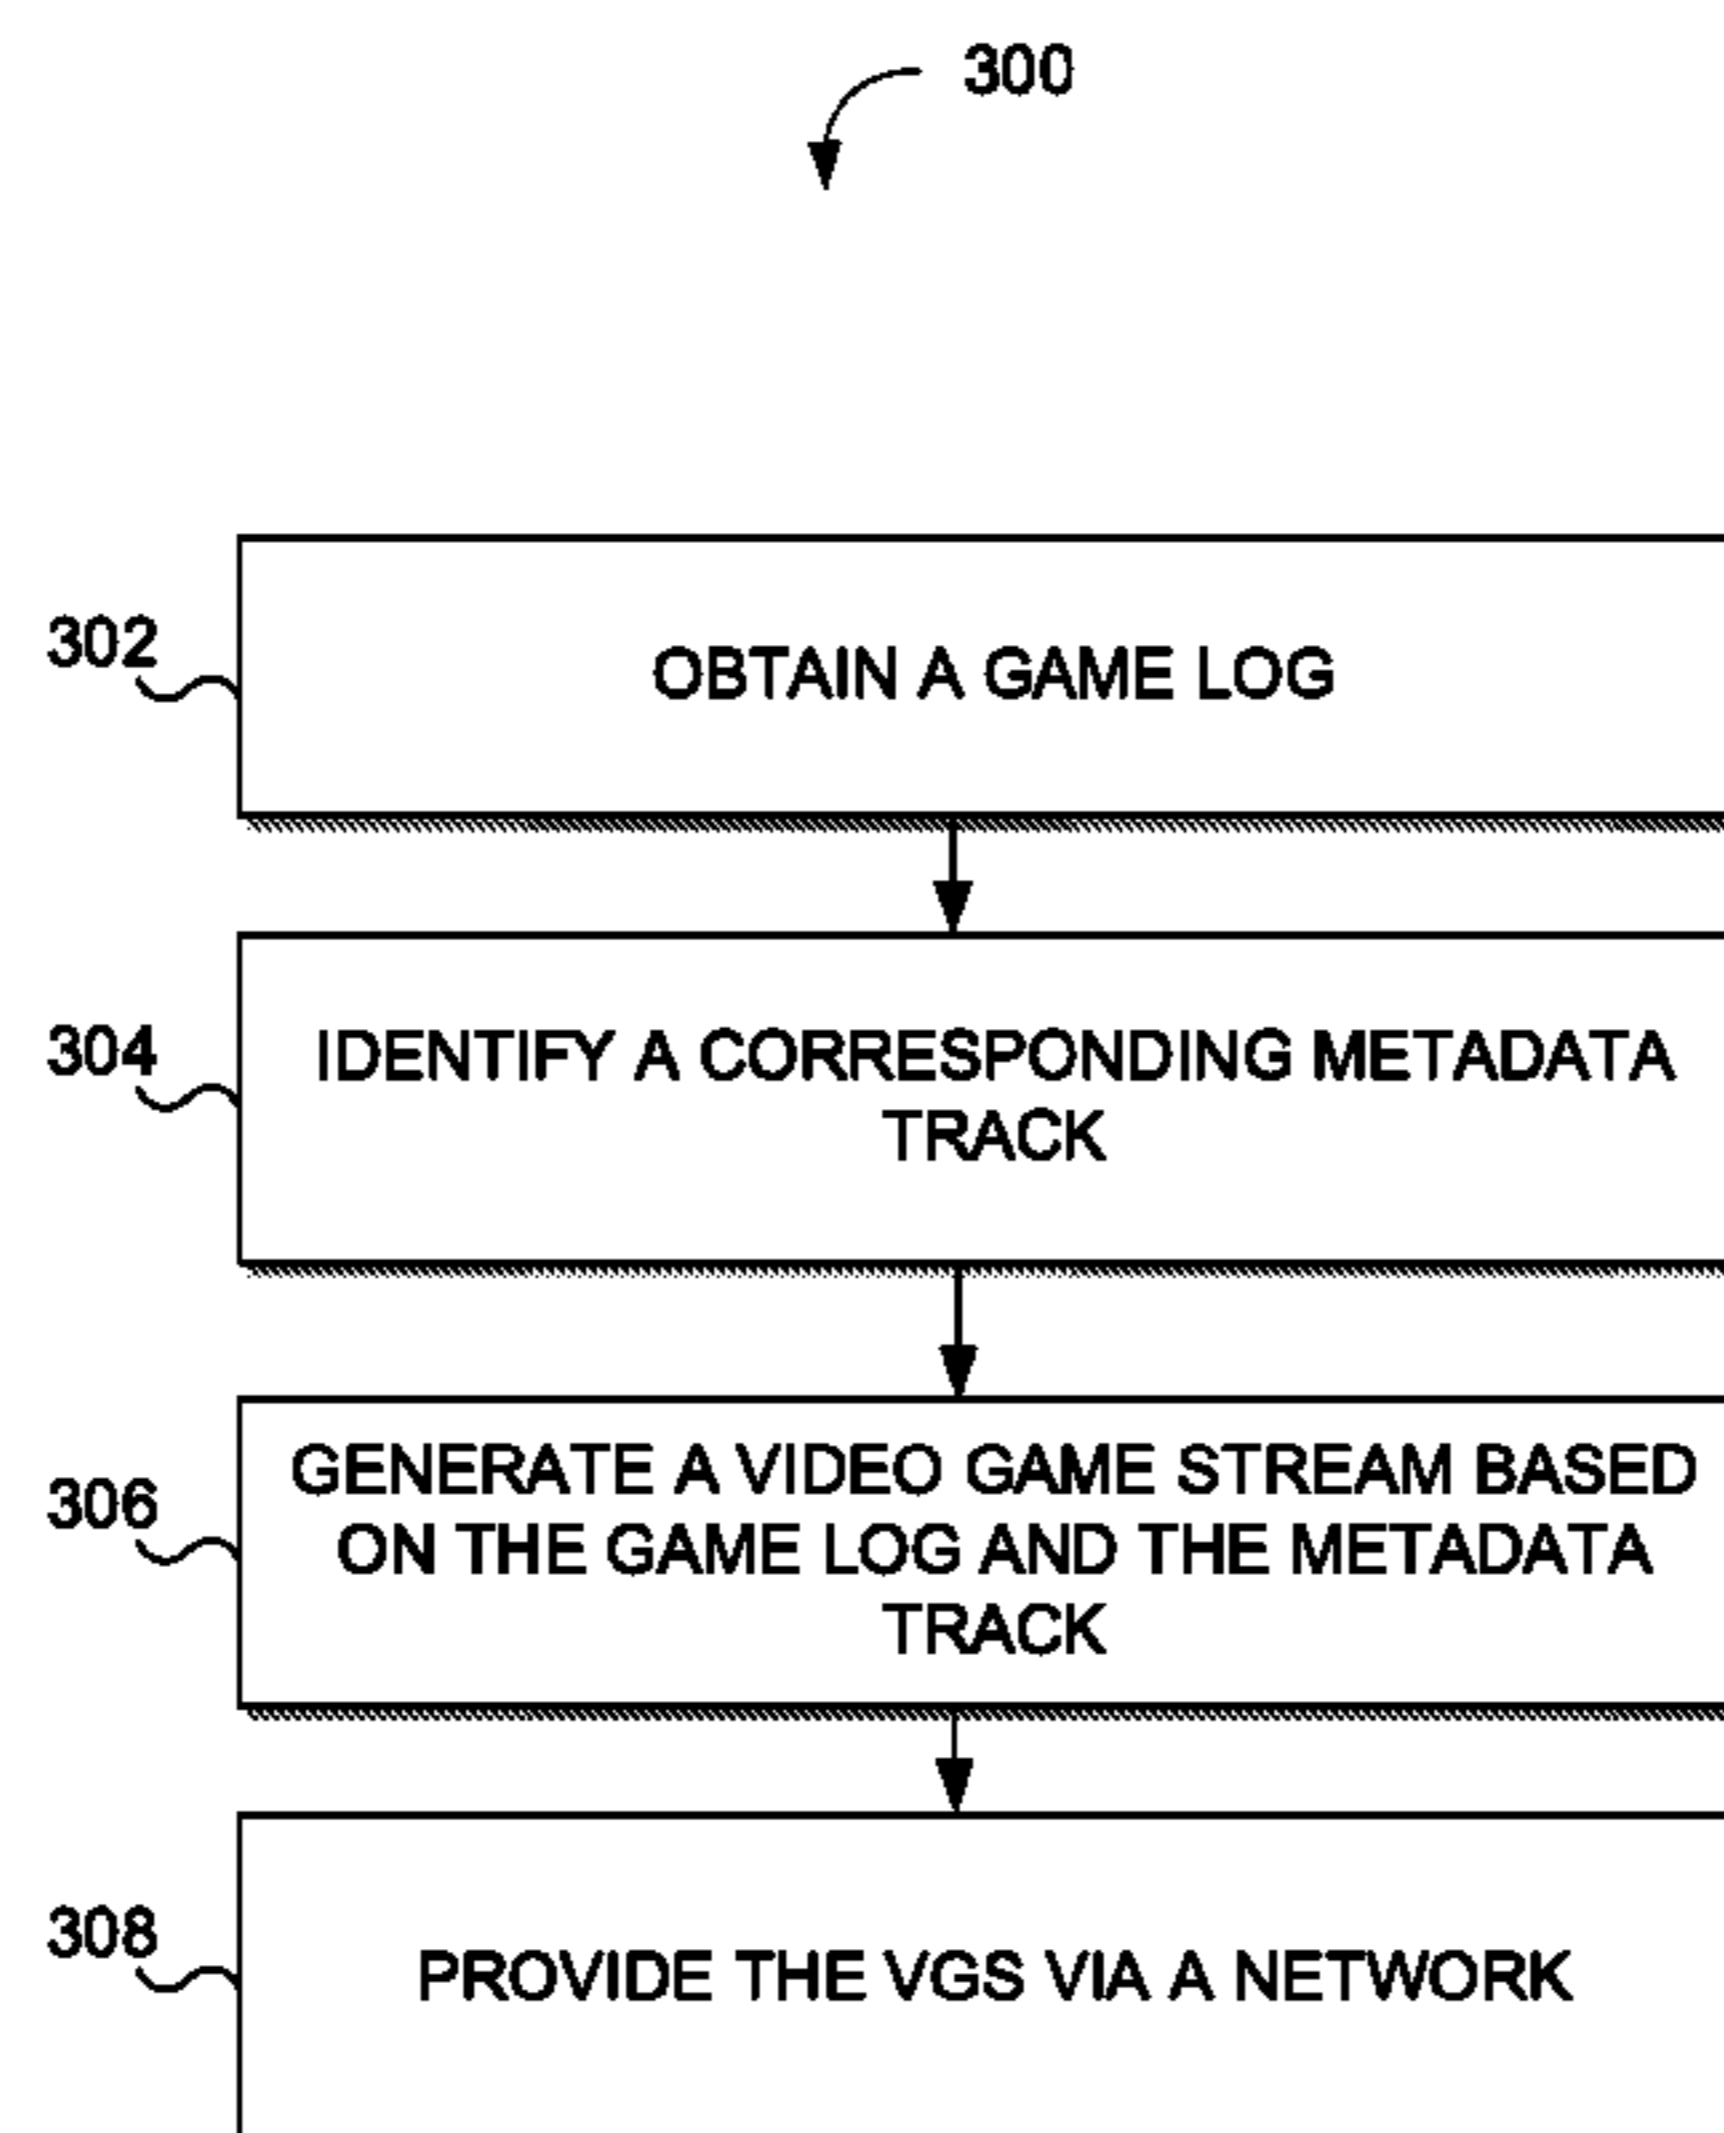 300
302
OBTAIN A GAME LOG
304
IDENTIFY A CORRESPONDING METADATA
TRACK
306
GENERATE A VIDEO GAME STREAM BASED
ON THE GAME LOG AND THE METADATA
TRACK
308
PROVIDE THE VGS VIA A NETWORK